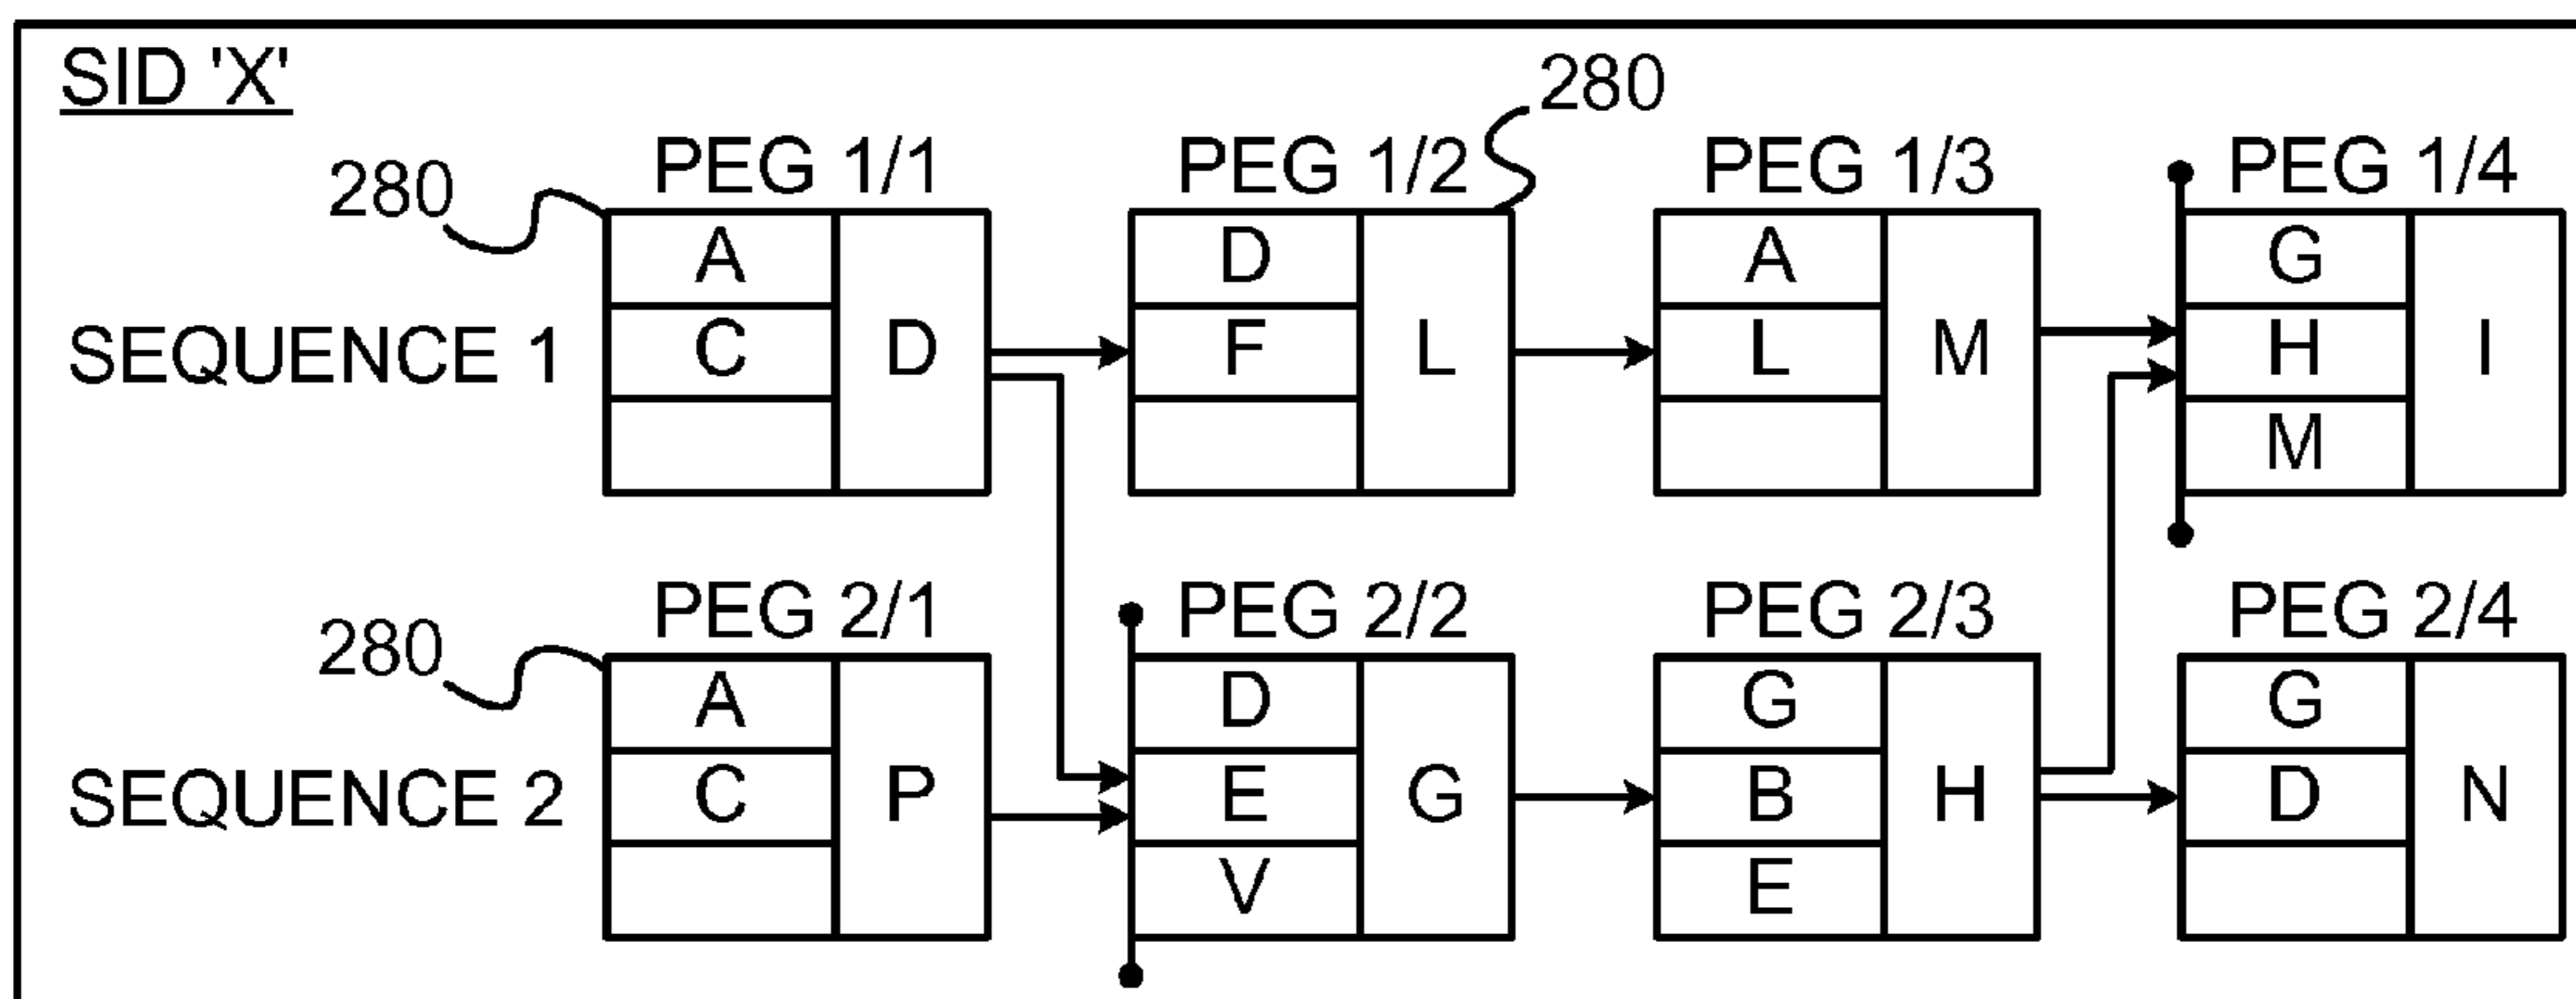 SID 'X'
280
PEG 1/1 PEG 1/2 PEG 1/3 PEG 1/4
280
A D A G
SEQUENCE 1 C D F L L M H I
M
PEG 2/1 PEG 2/2 PEG 2/3 PEG 2/4
280
A D G G
SEQUENCE 2 C P E G B H D N
V E